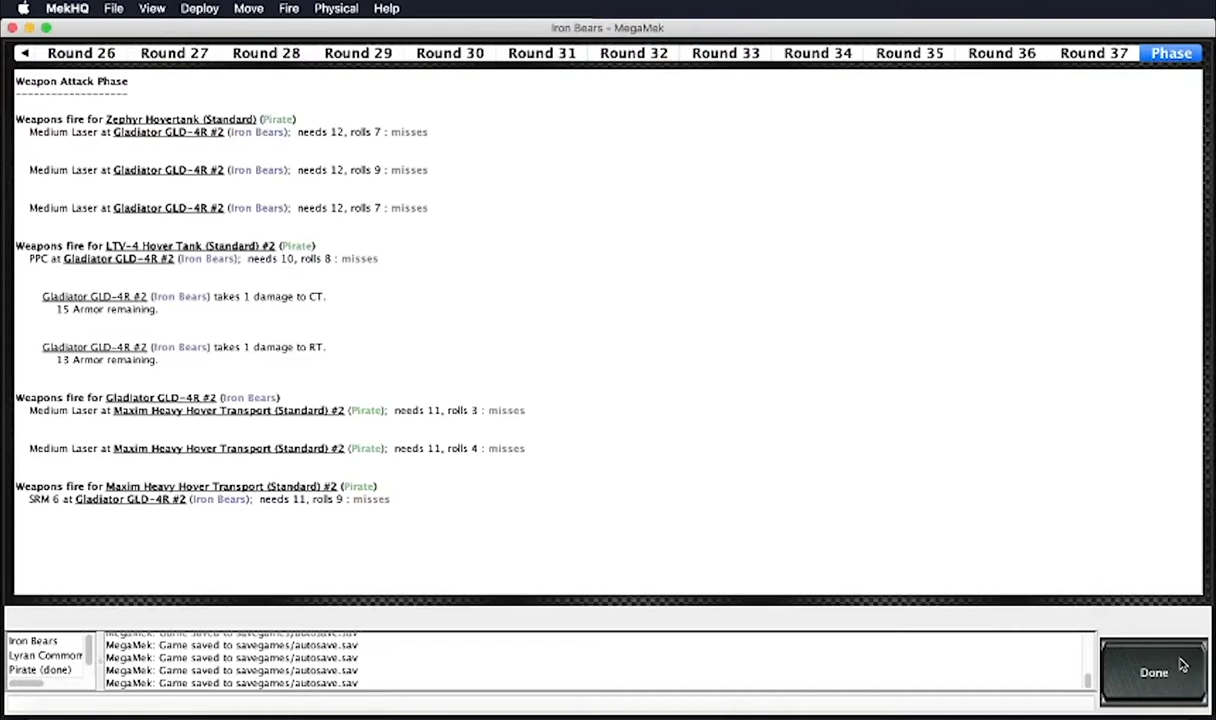 MekHQ File View Deploy Move Fire Physical Help
Iron Bears - MegaMek
Round 26 Round 27 Round 28 Round 29 Round 30 Round 31 Round 32 Round 33 Round 34 Round 35 Round 36 Round 37 Phase
Weapon Attack Phase
-------------------
Weapons fire for Zephyr Hovertank (Standard) (Pirate)
Medium Laser at Gladiator GLD-4R #2 (Iron Bears); needs 12, rolls 7 : misses
Medium Laser at Gladiator GLD-4R #2 (Iron Bears); needs 12, rolls 9 : misses
Medium Laser at Gladiator GLD-4R #2 (Iron Bears); needs 12, rolls 7 : misses
Weapons fire for LTV-4 Hover Tank (Standard) #2 (Pirate)
PPC at Gladiator GLD-4R #2 (Iron Bears); needs 10, rolls 8 : misses
Gladiator GLD-4R #2 (Iron Bears) takes 1 damage to CT.
15 Armor remaining.
Gladiator GLD-4R #2 (Iron Bears) takes 1 damage to RT.
13 Armor remaining.
Weapons fire for Gladiator GLD-4R #2 (Iron Bears)
Medium Laser at Maxim Heavy Hover Transport (Standard) #2 (Pirate); needs 11, rolls 3 : misses
Medium Laser at Maxim Heavy Hover Transport (Standard) #2 (Pirate); needs 11, rolls 4 : misses
Weapons fire for Maxim Heavy Hover Transport (Standard) #2 (Pirate)
SRM 6 at Gladiator GLD-4R #2 (Iron Bears); needs 11, rolls 9 : misses
Iron Bears
Lyran Common
Pirate (done)
MegaMek: Game saved to savegames/autosave.sav
MegaMek: Game saved to savegames/autosave.sav
MegaMek: Game saved to savegames/autosave.sav
MegaMek: Game saved to savegames/autosave.sav
MegaMek: Game saved to savegames/autosave.sav
Done